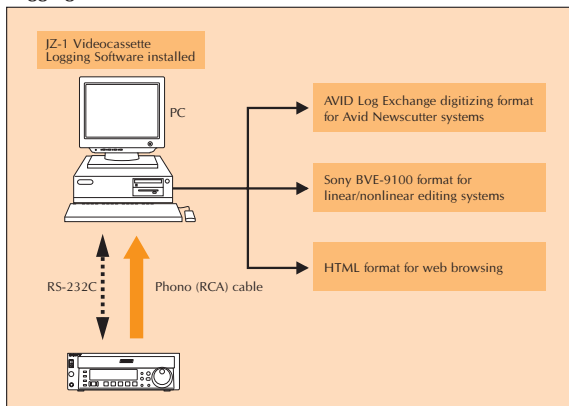 JZ-1 Videocassette
Logging Software installed
PC
AVID Log Exchange digitizing format
for Avid Newscutter systems
Sony BVE-9100 format for
linear/nonlinear editing systems
HTML format for web browsing
RS-232C
Phono (RCA) cable